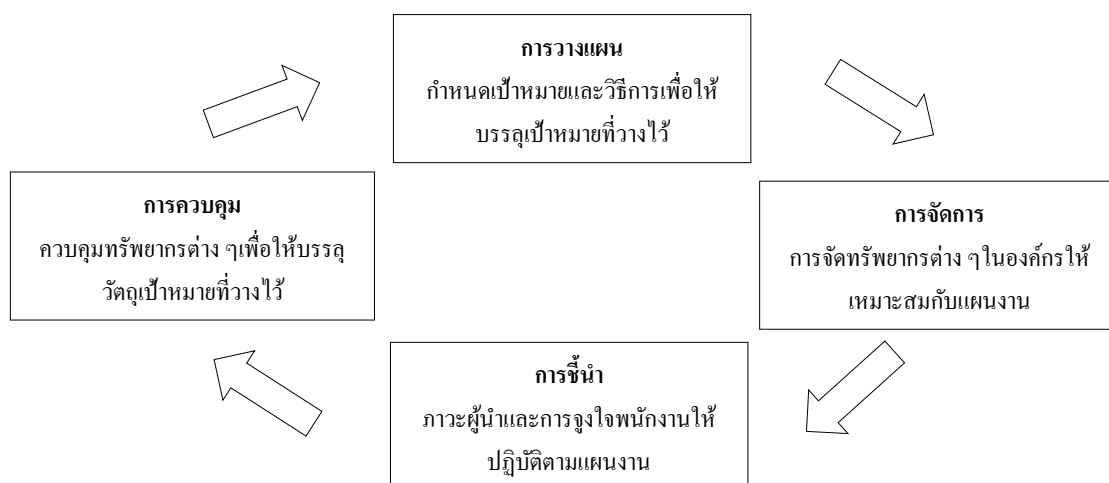 การวางแผน
กำหนดเป้าหมายและวิธีการเพื่อให้
บรรลุเป้าหมายที่วางไว้
การควบคุม
ควบคุมทรัพยากรต่าง ๆเพื่อให้บรรลุ
วัตถุเป้าหมายที่วางไว้
การจัดการ
การจัดทรัพยากรต่าง ๆในองค์กรให้
เหมาะสมกับแผนงาน
การชี้นำ
ภาวะผู้นำและการจูงใจพนักงานให้
ปฏิบัติตามแผนงาน